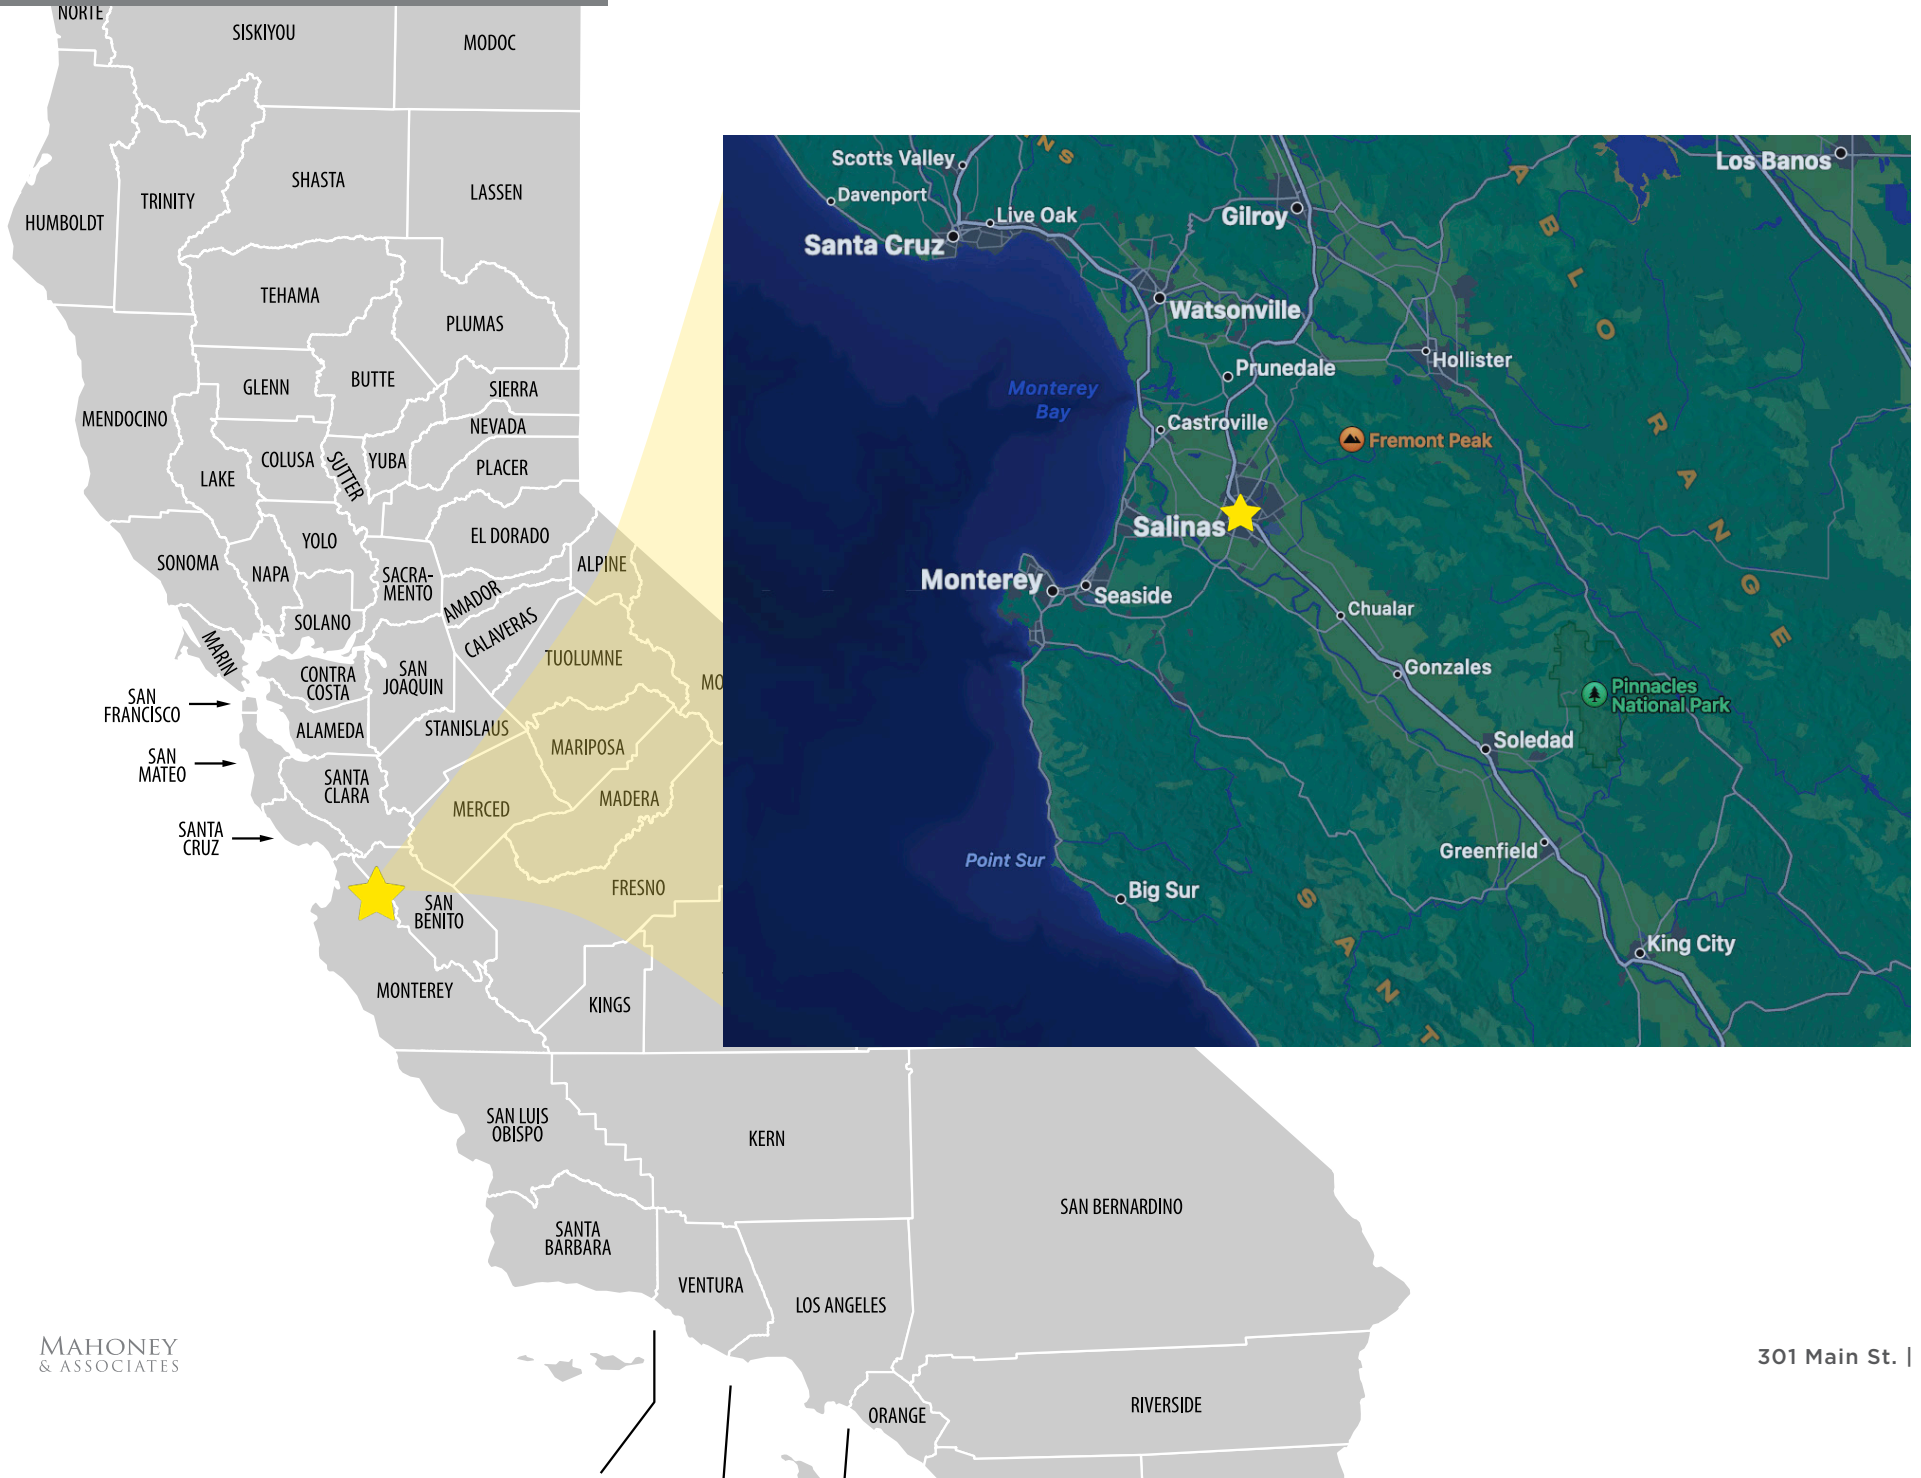 NORTE
SISKIYOU
MODOC
HUMBOLDT
TRINITY
SHASTA
LASSEN
TEHAMA
PLUMAS
GLENN
BUTTE
SIERRA
MENDOCINO
NEVADA
LAKE
COLUSA
SUTTER
YUBA
PLACER
SONOMA
NAPA
YOLO
EL DORADO
SACRA-
MENTO
ALPINE
AMADOR
SOLANO
CALAVERAS
MARIN
CONTRA
COSTA
SAN
JOAQUIN
TUOLUMNE
MO
SAN
FRANCISCO
ALAMEDA
STANISLAUS
MARIPOSA
SAN
MATEO
SANTA
CLARA
MERCED
MADERA
SANTA
CRUZ
FRESNO
SAN
BENITO
MONTEREY
KINGS
SAN LUIS
OBISPO
KERN
SAN BERNARDINO
SANTA
BARBARA
VENTURA
LOS ANGELES
ORANGE
RIVERSIDE
NS
Scotts Valley
Davenport
Live Oak
Santa Cruz
Gilroy
Los Banos
Watsonville
Prunedale
Hollister
Monterey
Bay
Castroville
Fremont Peak
Salinas
Monterey
Seaside
Chualar
Gonzales
Pinnacles
National Park
Soledad
Greenfield
Point Sur
Big Sur
King City
ABLO RANGE
SANT
MAHONEY
& ASSOCIATES
301 Main St. |